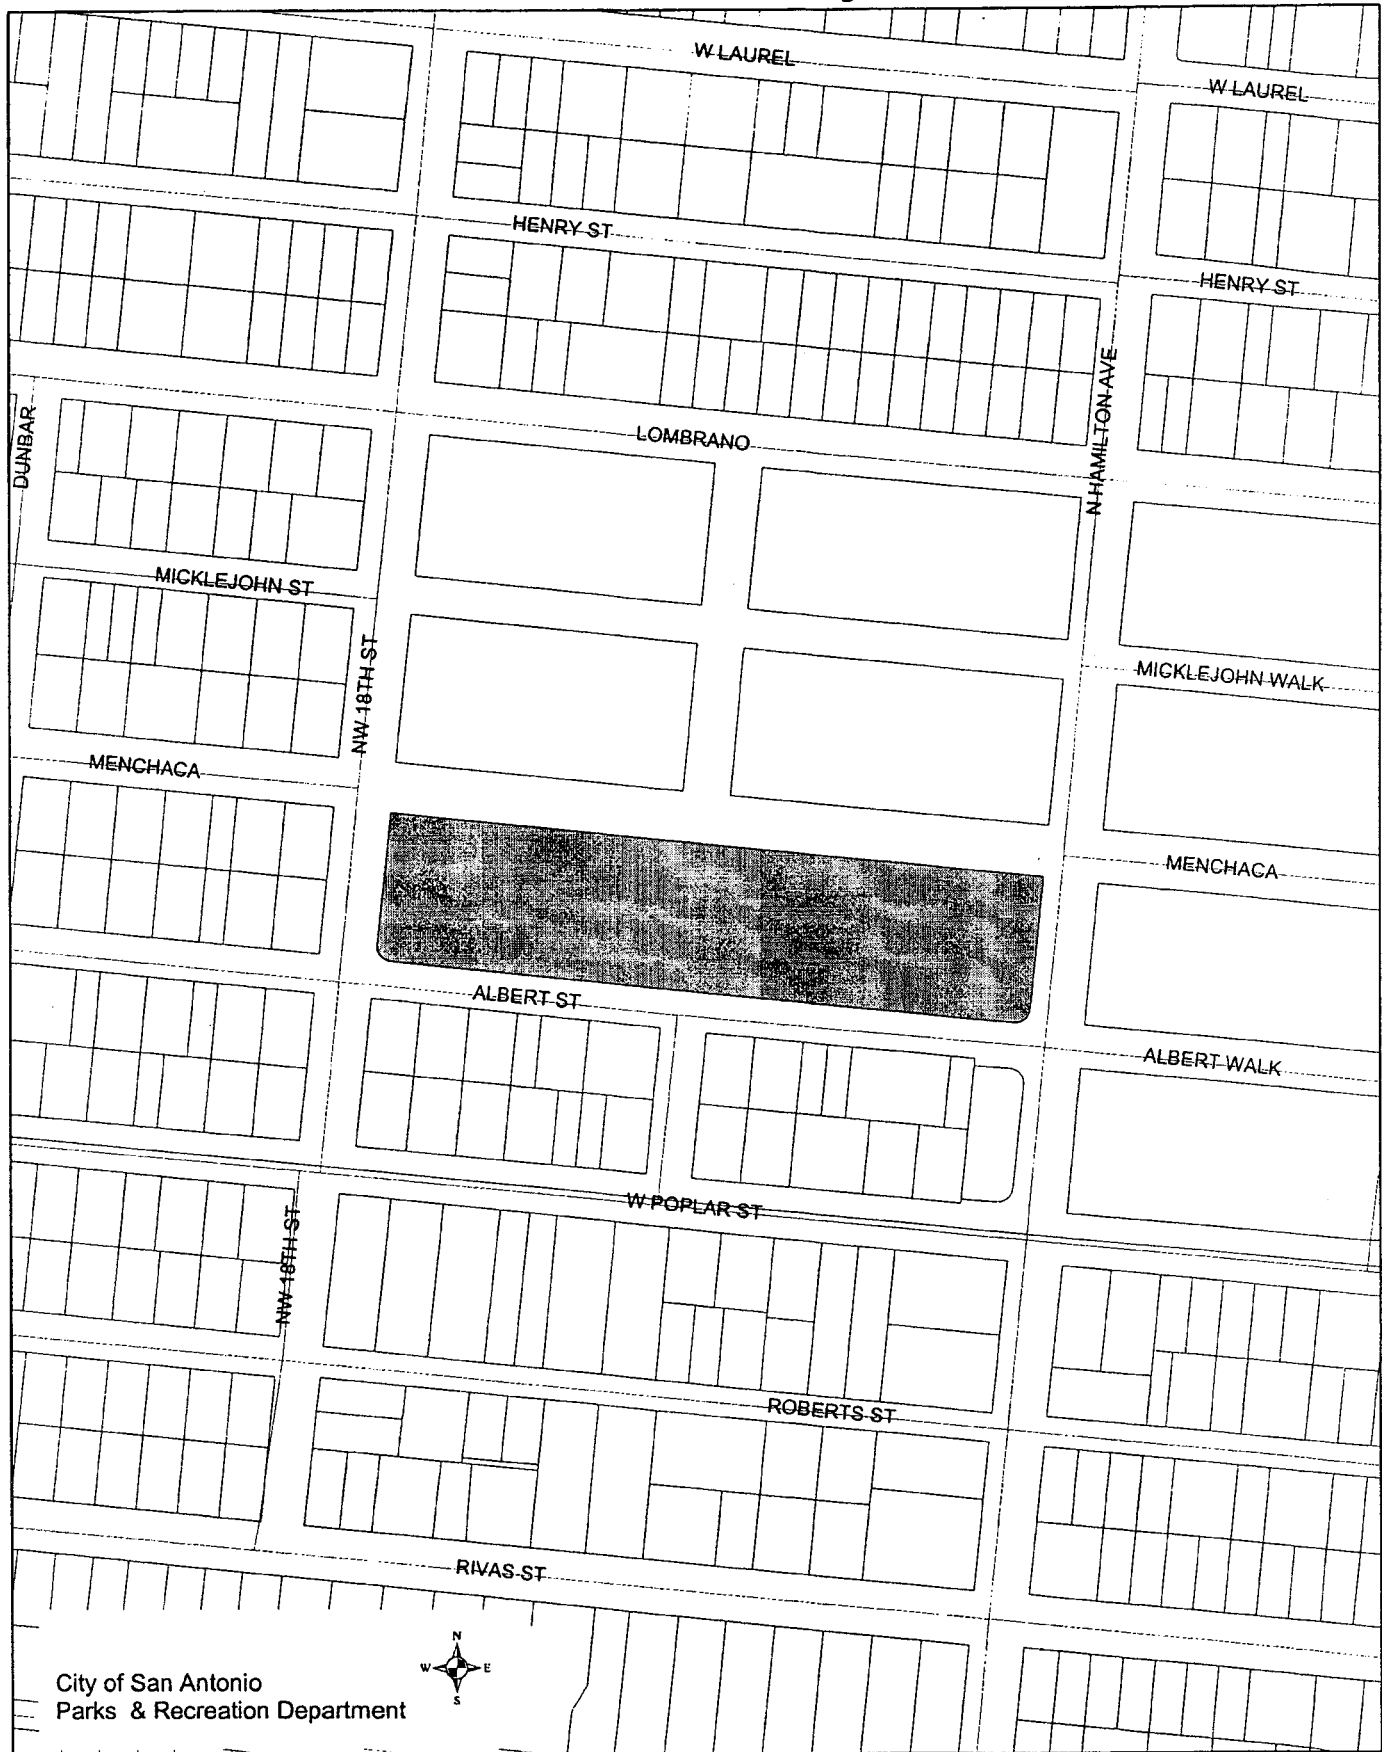 W LAUREL
W LAUREL
HENRY ST
HENRY ST
N HAMILTON AVE
DUNBAR
LOMBRANO
MICKLEJOHN ST
NW 18TH ST
MICKLEJOHN WALK
MENCHACA
MENCHACA
ALBERT ST
ALBERT WALK
W POPLAR ST
NW 18TH ST
ROBERTS ST
RIVAS ST
N
W E
S
City of San Antonio
Parks & Recreation Department